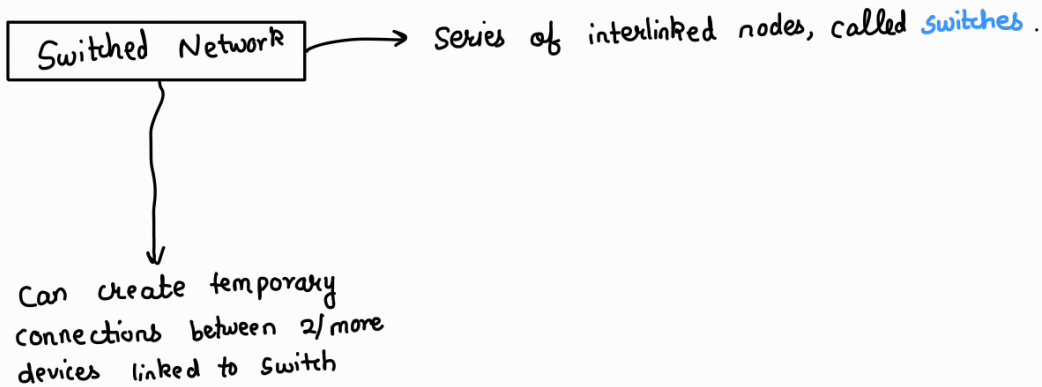 Switched Network
Series of interlinked nodes, called switches.
Can create temporary
connections between 2/more
devices linked to Switch